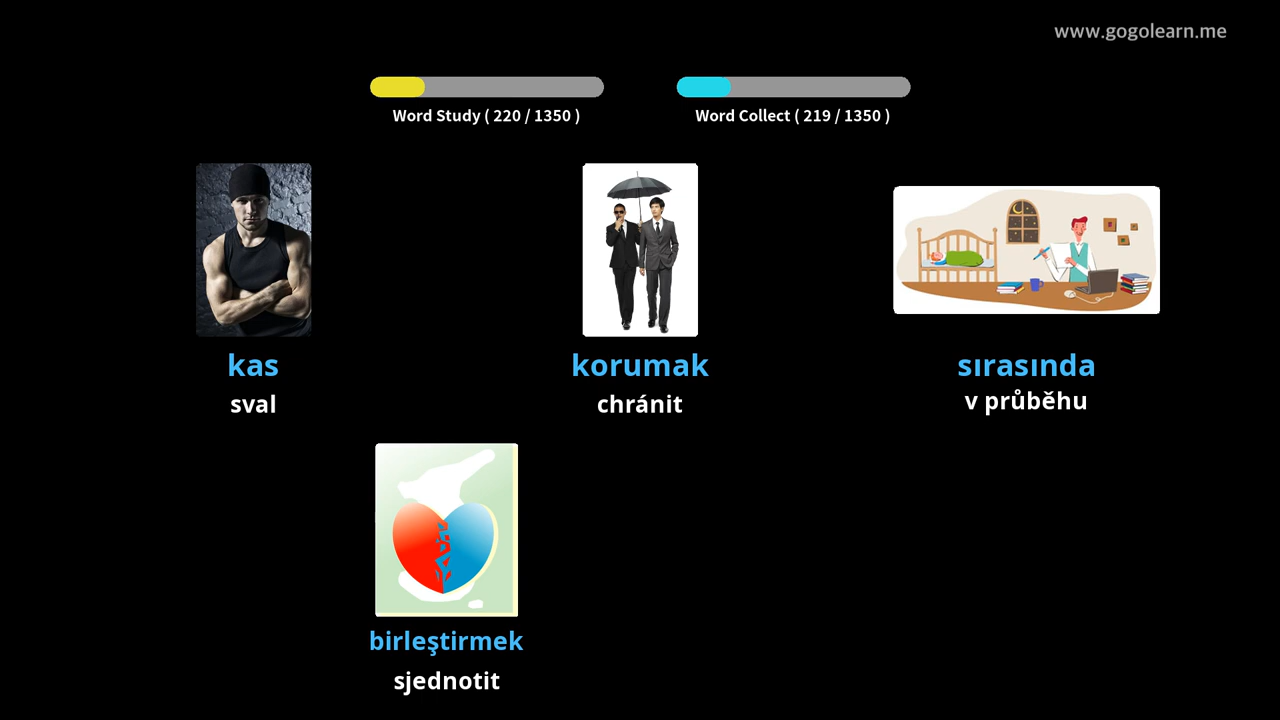 www.gogolearn.me
Word Study ( 220 / 1350 )
Word Collect ( 219 / 1350 )
kas
korumak
sırasında
sval
chránit
v průběhu
birleştirmek
sjednotit